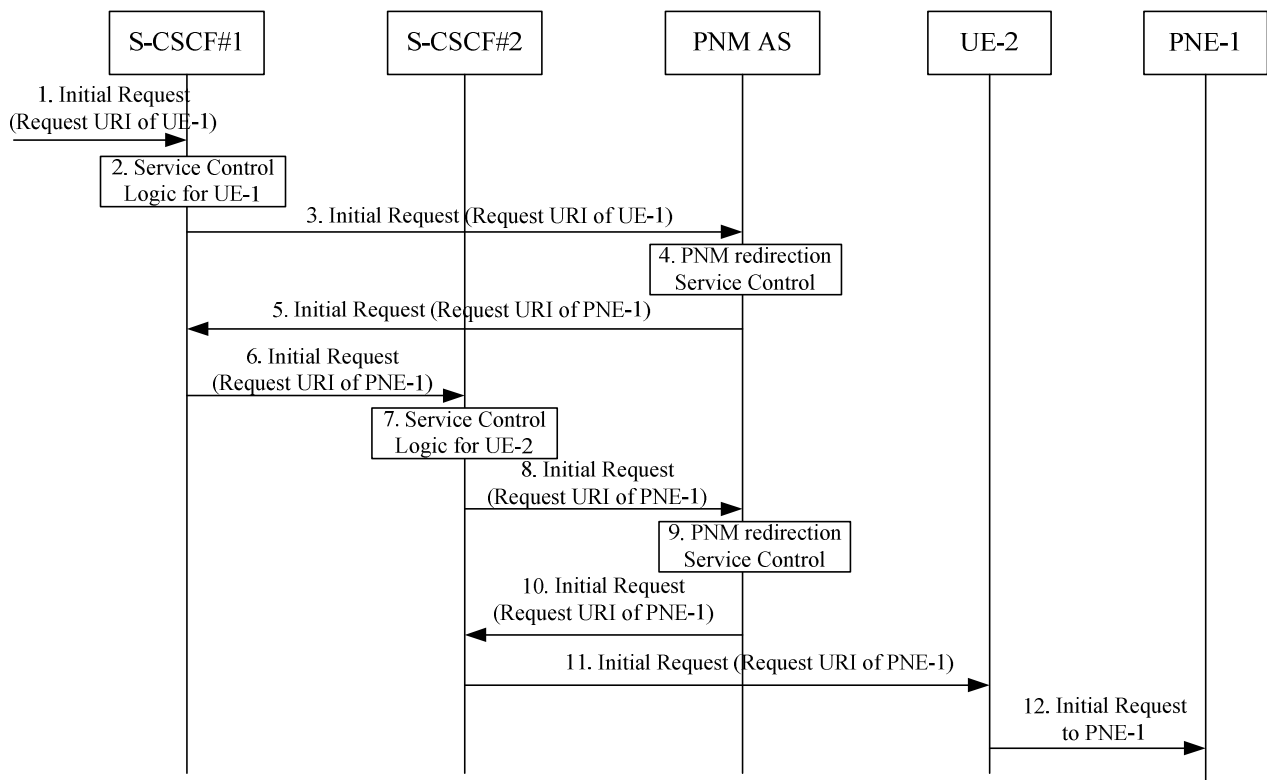 S-CSCF#1
S-CSCF#2
PNM AS
UE-2
PNE-1
1. Initial Request
(Request URI of UE-1)
2. Service Control
Logic for UE-1
3. Initial Request (Request URI of UE-1)
4. PNM redirection
Service Control
5. Initial Request (Request URI of PNE-1)
6. Initial Request
(Request URI of PNE-1)
7. Service Control
Logic for UE-2
8. Initial Request
(Request URI of PNE-1)
9. PNM redirection
Service Control
10. Initial Request
(Request URI of PNE-1)
11. Initial Request (Request URI of PNE-1)
12. Initial Request
to PNE-1